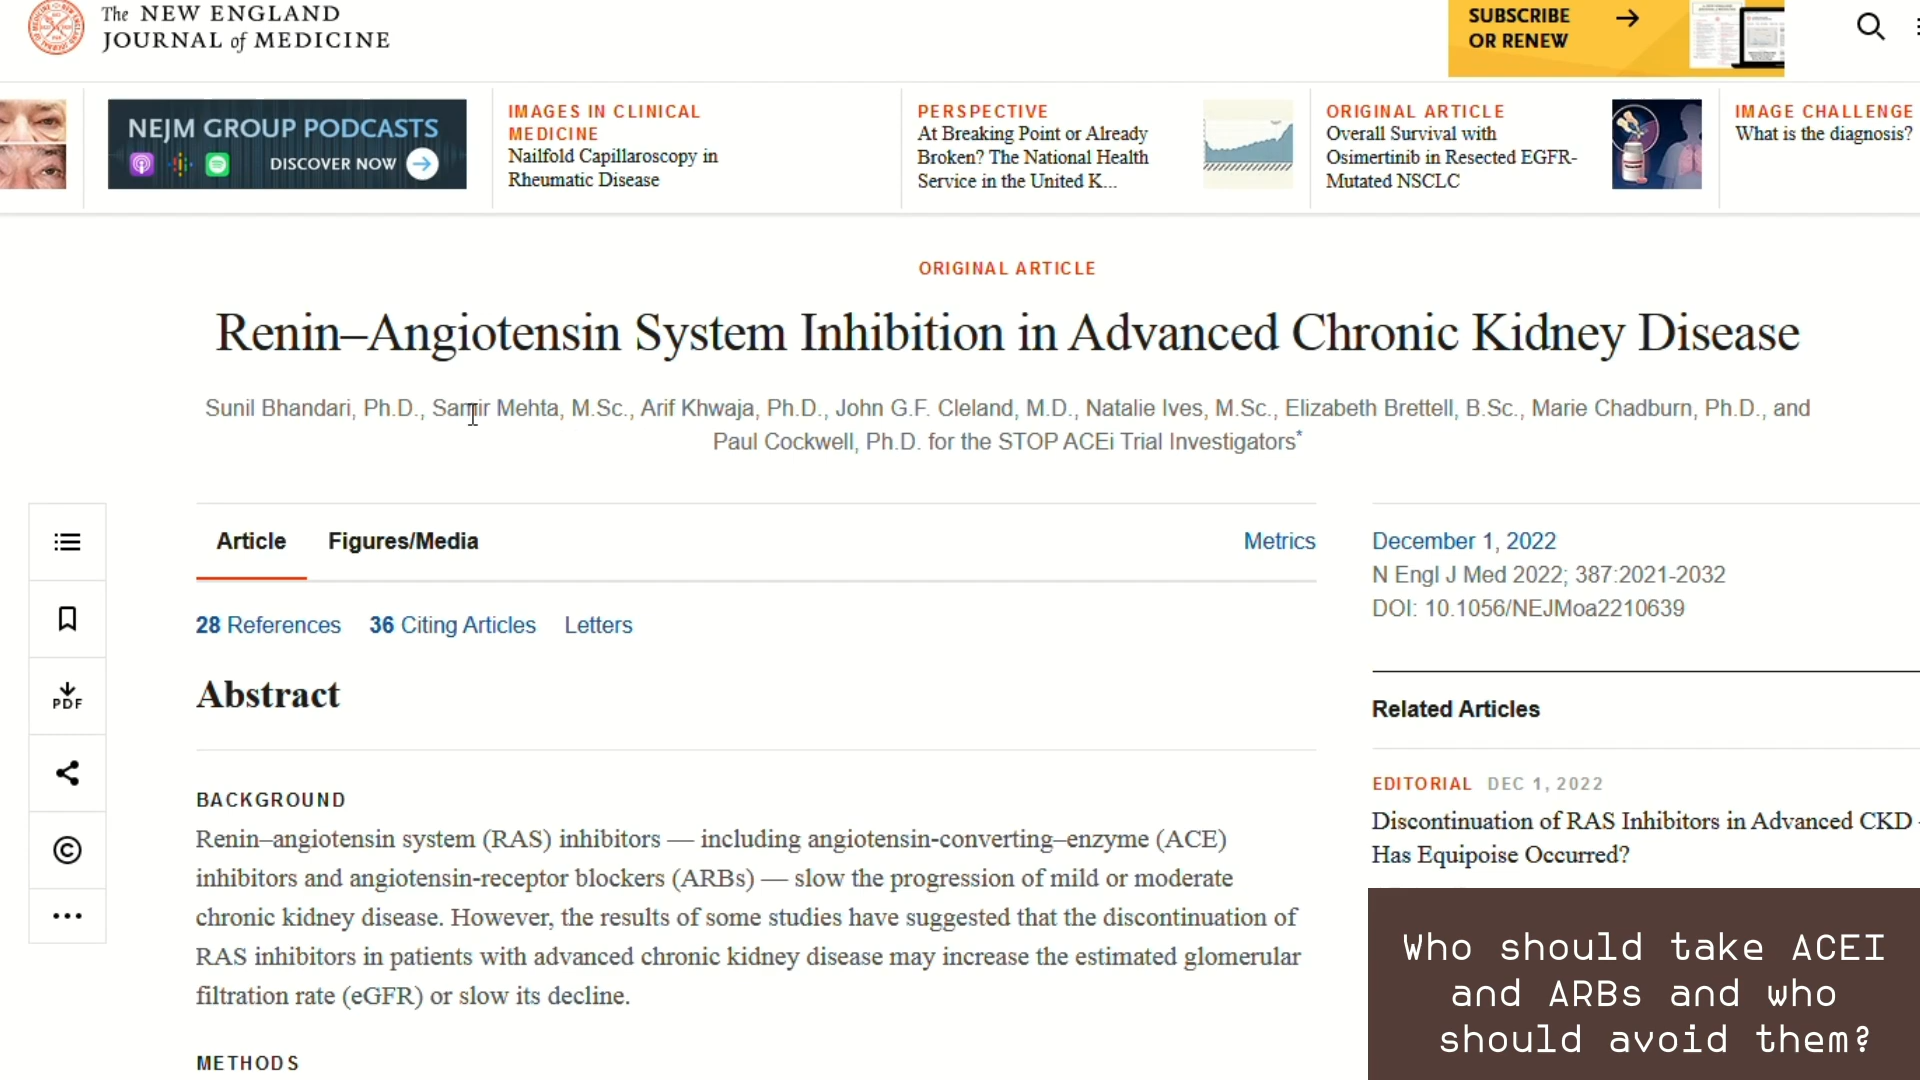 The NEW ENGLAND
JOURNAL of MEDICINE
SUBSCRIBE
OR RENEW
NEJM GROUP PODCASTS
DISCOVER NOW
IMAGES IN CLINICAL
MEDICINE
Nailfold Capillaroscopy in
Rheumatic Disease
PERSPECTIVE
At Breaking Point or Already
Broken? The National Health
Service in the United K...
ORIGINAL ARTICLE
Overall Survival with
Osimertinib in Resected EGFR-
Mutated NSCLC
IMAGE CHALLENGE
What is the diagnosis?
ORIGINAL ARTICLE
Renin–Angiotensin System Inhibition in Advanced Chronic Kidney Disease
Sunil Bhandari, Ph.D., Samir Mehta, M.Sc., Arif Khwaja, Ph.D., John G.F. Cleland, M.D., Natalie Ives, M.Sc., Elizabeth Brettell, B.Sc., Marie Chadburn, Ph.D., and
Paul Cockwell, Ph.D. for the STOP ACEi Trial Investigators*
Article Figures/Media Metrics
28 References 36 Citing Articles Letters
Abstract
BACKGROUND
Renin–angiotensin system (RAS) inhibitors — including angiotensin-converting–enzyme (ACE)
inhibitors and angiotensin-receptor blockers (ARBs) — slow the progression of mild or moderate
chronic kidney disease. However, the results of some studies have suggested that the discontinuation of
RAS inhibitors in patients with advanced chronic kidney disease may increase the estimated glomerular
filtration rate (eGFR) or slow its decline.
METHODS
PDF
December 1, 2022
N Engl J Med 2022; 387:2021-2032
DOI: 10.1056/NEJMoa2210639
Related Articles
EDITORIAL DEC 1, 2022
Discontinuation of RAS Inhibitors in Advanced CKD -
Has Equipoise Occurred?
Who should take ACEI
and ARBs and who
should avoid them?